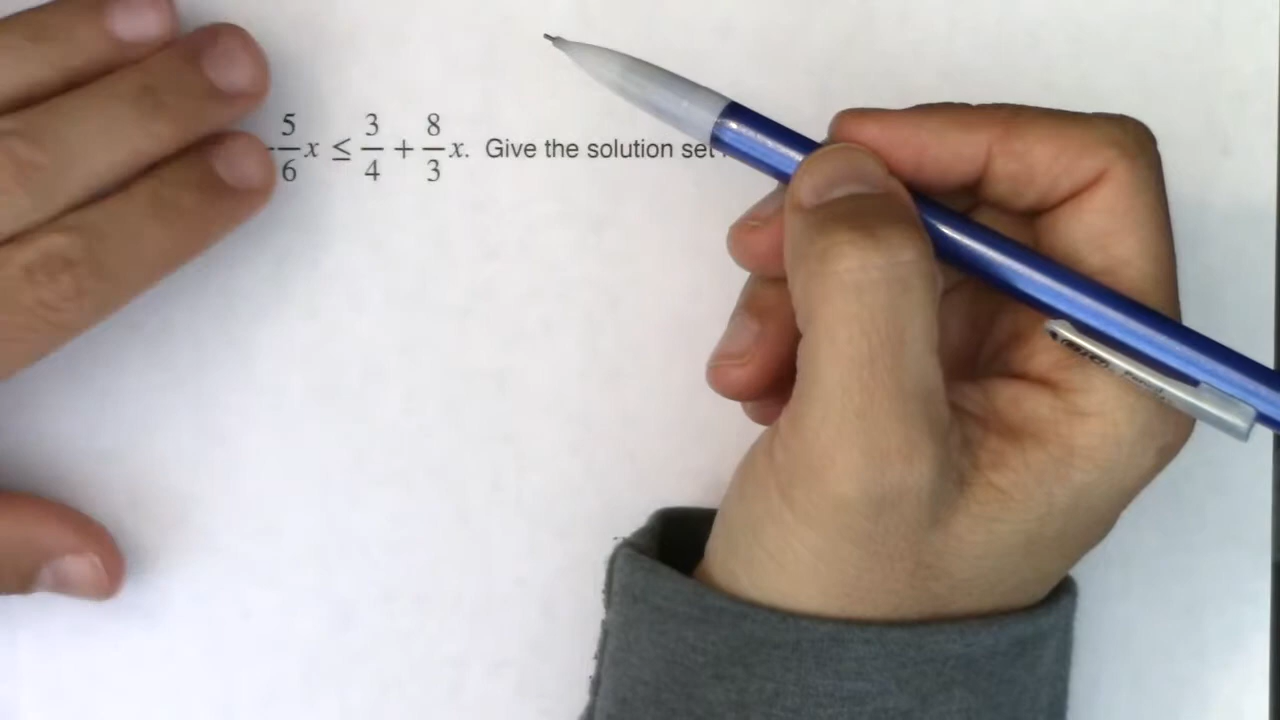 -5/6 x ≤ 3/4 + 8/3 x. Give the solution set